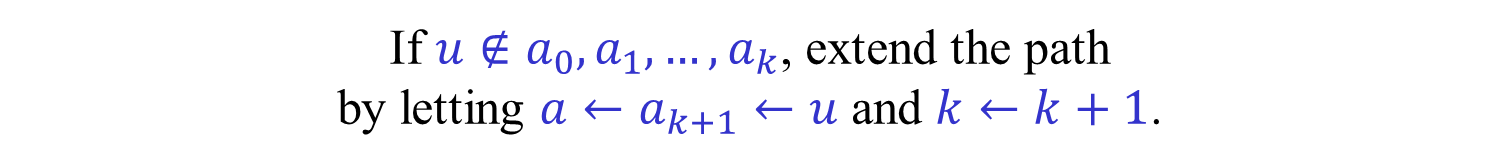 If u ∉ a₀, a₁, … , aₖ, extend the path
by letting a ← aₖ₊₁ ← u and k ← k + 1.